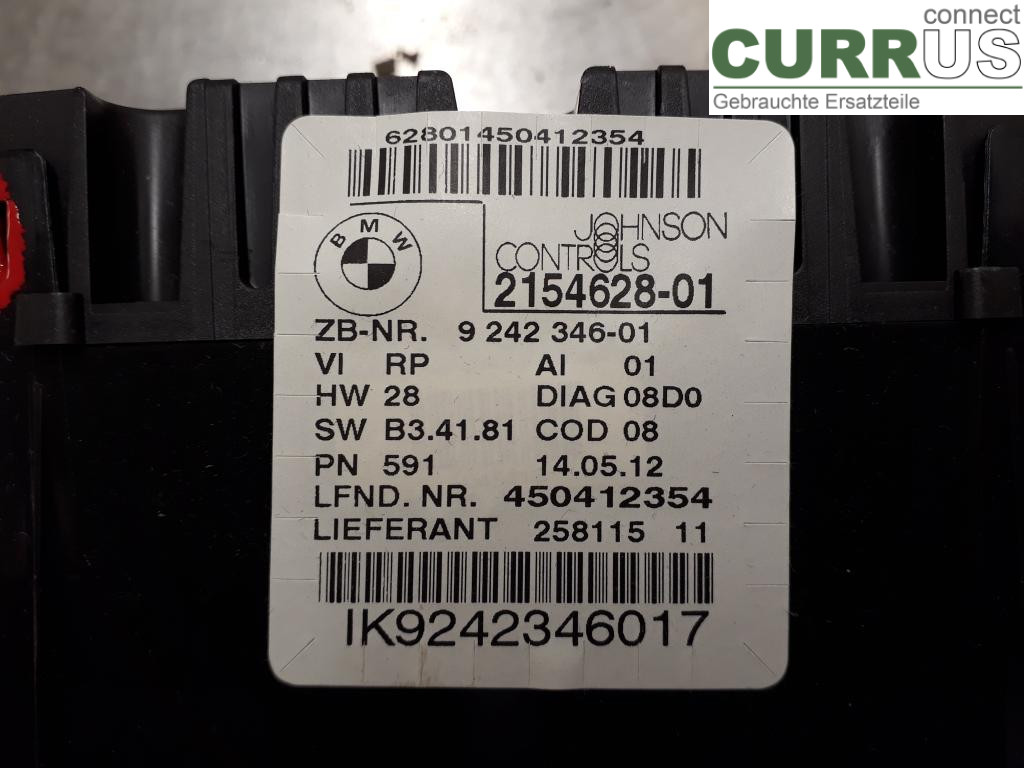 connect
CURRUS
Gebrauchte Ersatzteile
62801450412354
BMW
JOHNSON
CONTROLS
2154628-01
ZB-NR. 9 242 346-01
VI RP AI 01
HW 28 DIAG 08D0
SW B3.41.81 COD 08
PN 591 14.05.12
LFND. NR. 450412354
LIEFERANT 258115 11
IK9242346017